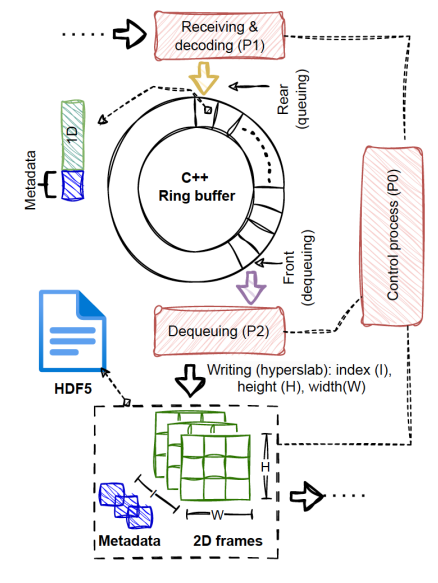 Receiving &
decoding (P1)
Rear
(queuing)
1D
Metadata
C++
Ring buffer
Control process (P0)
Front
(dequeuing)
Dequeuing (P2)
HDF5
Writing (hyperslab): index (I),
height (H), width(W)
H
I
W
Metadata
2D frames